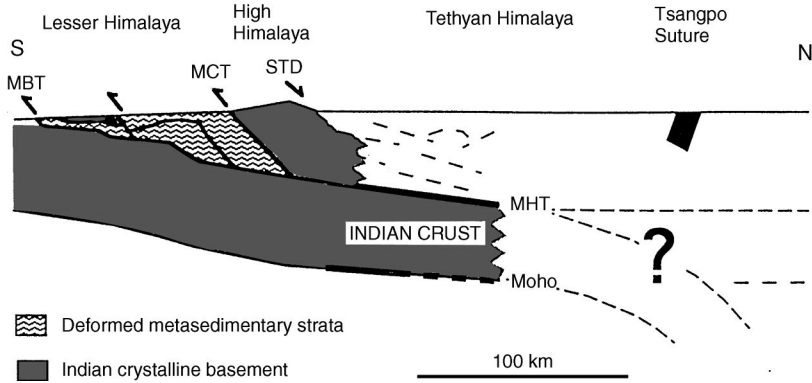 Lesser Himalaya
High
Himalaya
Tethyan Himalaya
Tsangpo
Suture
S
N
MBT
MCT
STD
MHT
INDIAN CRUST
?
Moho
Deformed metasedimentary strata
Indian crystalline basement
100 km